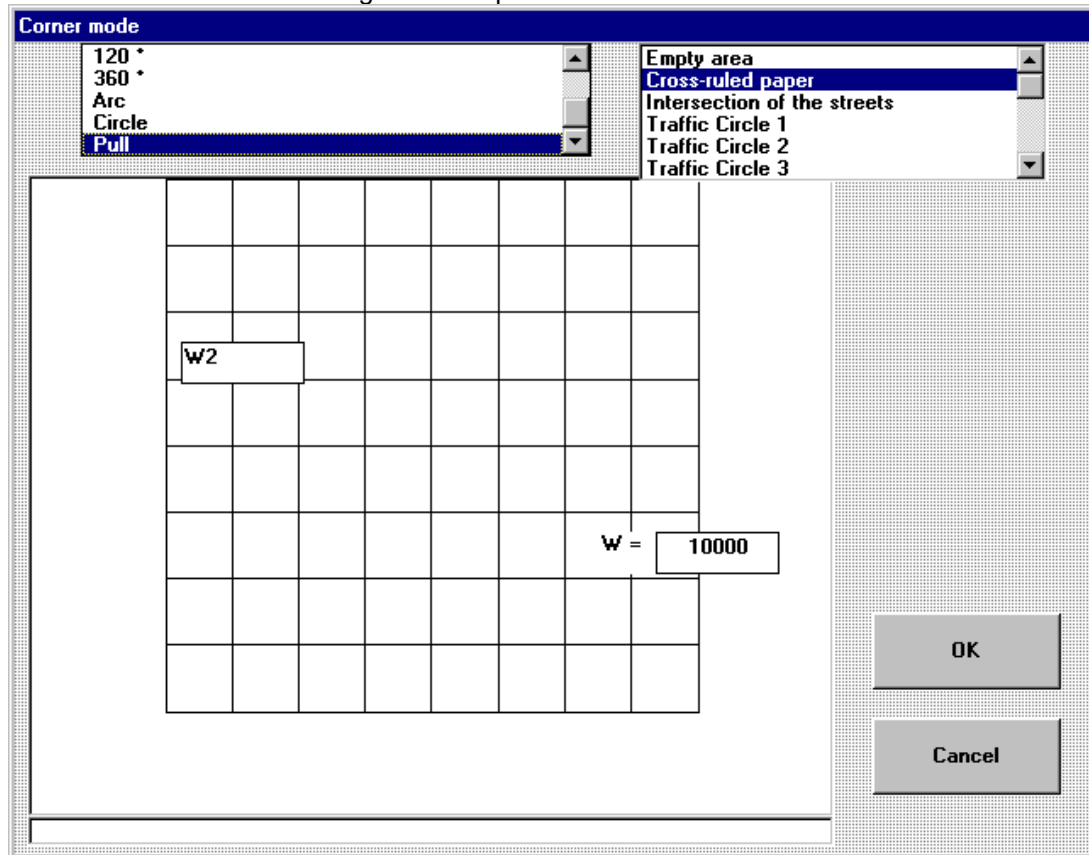 Corner mode
120 °
360 °
Arc
Circle
Pull
Empty area
Cross-ruled paper
Intersection of the streets
Traffic Circle 1
Traffic Circle 2
Traffic Circle 3
W2
W = 10000
OK
Cancel